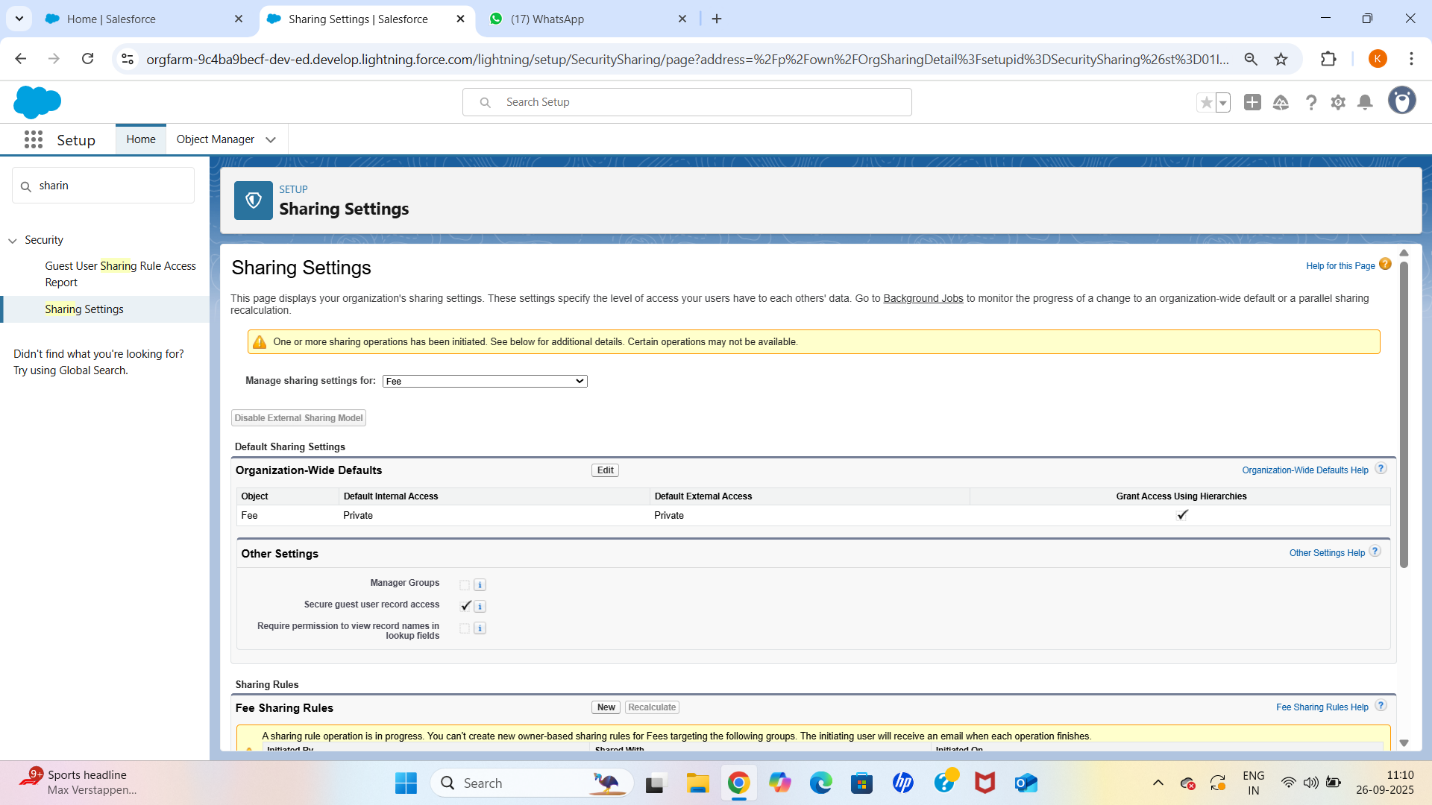 Home | Salesforce
Sharing Settings | Salesforce
(17) WhatsApp
orgfarm-9c4ba9becf-dev-ed.develop.lightning.force.com/lightning/setup/SecuritySharing/page?address=%2Fp%2Fown%2FOrgSharingDetail%3Fsetupid%3DSecuritySharing%26st%3D01I...
K
Search Setup
Setup
Home
Object Manager
sharin
Security
Guest User Sharing Rule Access
Report
Sharing Settings
Didn't find what you're looking for?
Try using Global Search.
SETUP
Sharing Settings
Sharing Settings
Help for this Page
This page displays your organization's sharing settings. These settings specify the level of access your users have to each others' data. Go to Background Jobs to monitor the progress of a change to an organization-wide default or a parallel sharing
recalculation.
One or more sharing operations has been initiated. See below for additional details. Certain operations may not be available.
Manage sharing settings for: Fee
Disable External Sharing Model
Default Sharing Settings
Organization-Wide Defaults Edit Organization-Wide Defaults Help ?
Object Default Internal Access Default External Access Grant Access Using Hierarchies
Fee Private Private
Other Settings Other Settings Help ?
Manager Groups i
Secure guest user record access i
Require permission to view record names in
lookup fields i
Sharing Rules
Fee Sharing Rules New Recalculate Fee Sharing Rules Help ?
A sharing rule operation is in progress. You can't create new owner-based sharing rules for Fees targeting the following groups. The initiating user will receive an email when each operation finishes.
Initiated By Shared With Initiated On
9+
Sports headline
Max Verstappen...
Search
hp
ENG
IN
11:10
26-09-2025